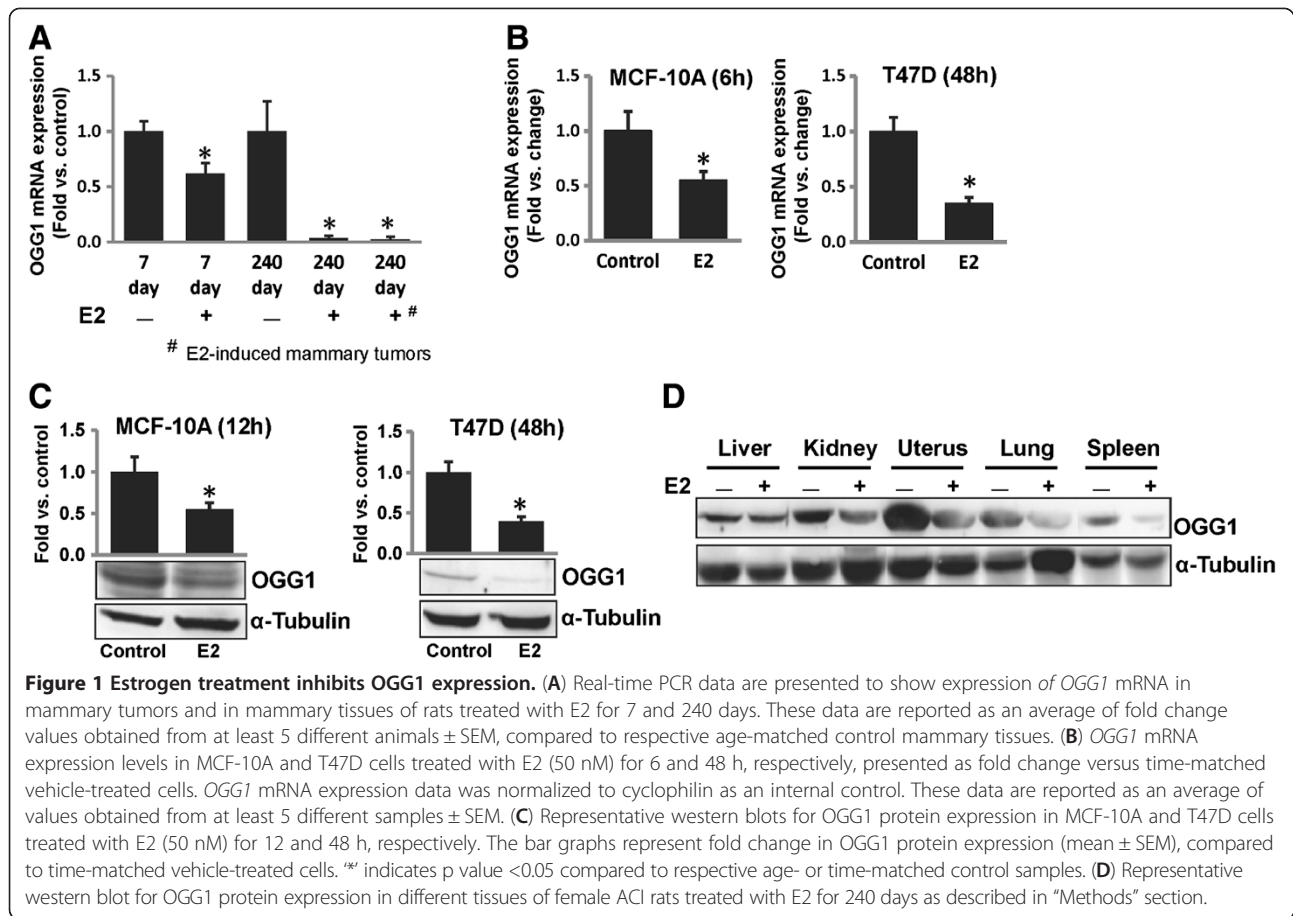 A
OGG1 mRNA expression
(Fold vs. control)
1.5
1.0
0.5
0.0
7 day
7 day
240 day
240 day
240 day
E2 — + — + + #
# E2-induced mammary tumors
B
MCF-10A (6h)
OGG1 mRNA expression
(Fold vs. change)
1.5
1.0
0.5
0.0
*
Control E2
T47D (48h)
OGG1 mRNA expression
(Fold vs. change)
1.5
1.0
0.5
0.0
*
Control E2
C
MCF-10A (12h)
Fold vs. control
1.5
1.0
0.5
0.0
*
OGG1
α-Tubulin
Control E2
T47D (48h)
Fold vs. control
1.5
1.0
0.5
0.0
*
OGG1
α-Tubulin
Control E2
D
Liver Kidney Uterus Lung Spleen
E2 — + — + — + — + — +
OGG1
α-Tubulin
Figure 1 Estrogen treatment inhibits OGG1 expression. (A) Real-time PCR data are presented to show expression of OGG1 mRNA in
mammary tumors and in mammary tissues of rats treated with E2 for 7 and 240 days. These data are reported as an average of fold change
values obtained from at least 5 different animals ± SEM, compared to respective age-matched control mammary tissues. (B) OGG1 mRNA
expression levels in MCF-10A and T47D cells treated with E2 (50 nM) for 6 and 48 h, respectively, presented as fold change versus time-matched
vehicle-treated cells. OGG1 mRNA expression data was normalized to cyclophilin as an internal control. These data are reported as an average of
values obtained from at least 5 different samples ± SEM. (C) Representative western blots for OGG1 protein expression in MCF-10A and T47D cells
treated with E2 (50 nM) for 12 and 48 h, respectively. The bar graphs represent fold change in OGG1 protein expression (mean ± SEM), compared
to time-matched vehicle-treated cells. ‘*’ indicates p value <0.05 compared to respective age- or time-matched control samples. (D) Representative
western blot for OGG1 protein expression in different tissues of female ACI rats treated with E2 for 240 days as described in “Methods” section.